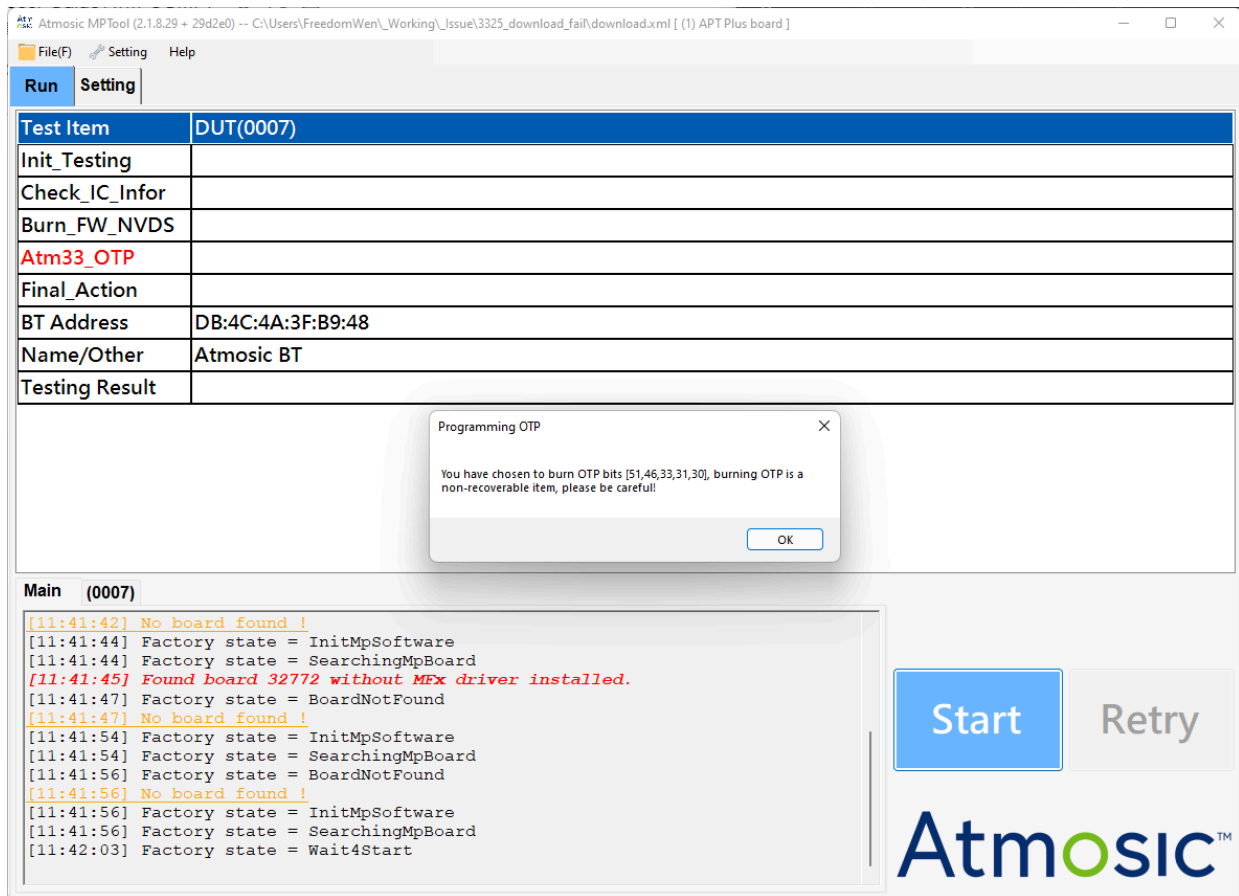 Atmosic MPTool (2.1.8.29 + 29d2e0) -- C:\Users\FreedomWen\_Working\_Issue\3325_download_fail\download.xml [ (1) APT Plus board ]
File(F) Setting Help
Run Setting
Test Item DUT(0007)
Init_Testing
Check_IC_Infor
Burn_FW_NVDS
Atm33_OTP
Final_Action
BT Address DB:4C:4A:3F:B9:48
Name/Other Atmosic BT
Testing Result
Programming OTP
You have chosen to burn OTP bits [51,46,33,31,30], burning OTP is a
non-recoverable item, please be careful!
OK
Main (0007)
[11:41:42] No board found !
[11:41:44] Factory state = InitMpSoftware
[11:41:44] Factory state = SearchingMpBoard
[11:41:45] Found board 32772 without MFx driver installed.
[11:41:47] Factory state = BoardNotFound
[11:41:47] No board found !
[11:41:54] Factory state = InitMpSoftware
[11:41:54] Factory state = SearchingMpBoard
[11:41:56] Factory state = BoardNotFound
[11:41:56] No board found !
[11:41:56] Factory state = InitMpSoftware
[11:41:56] Factory state = SearchingMpBoard
[11:42:03] Factory state = Wait4Start
Start Retry
Atmosic™